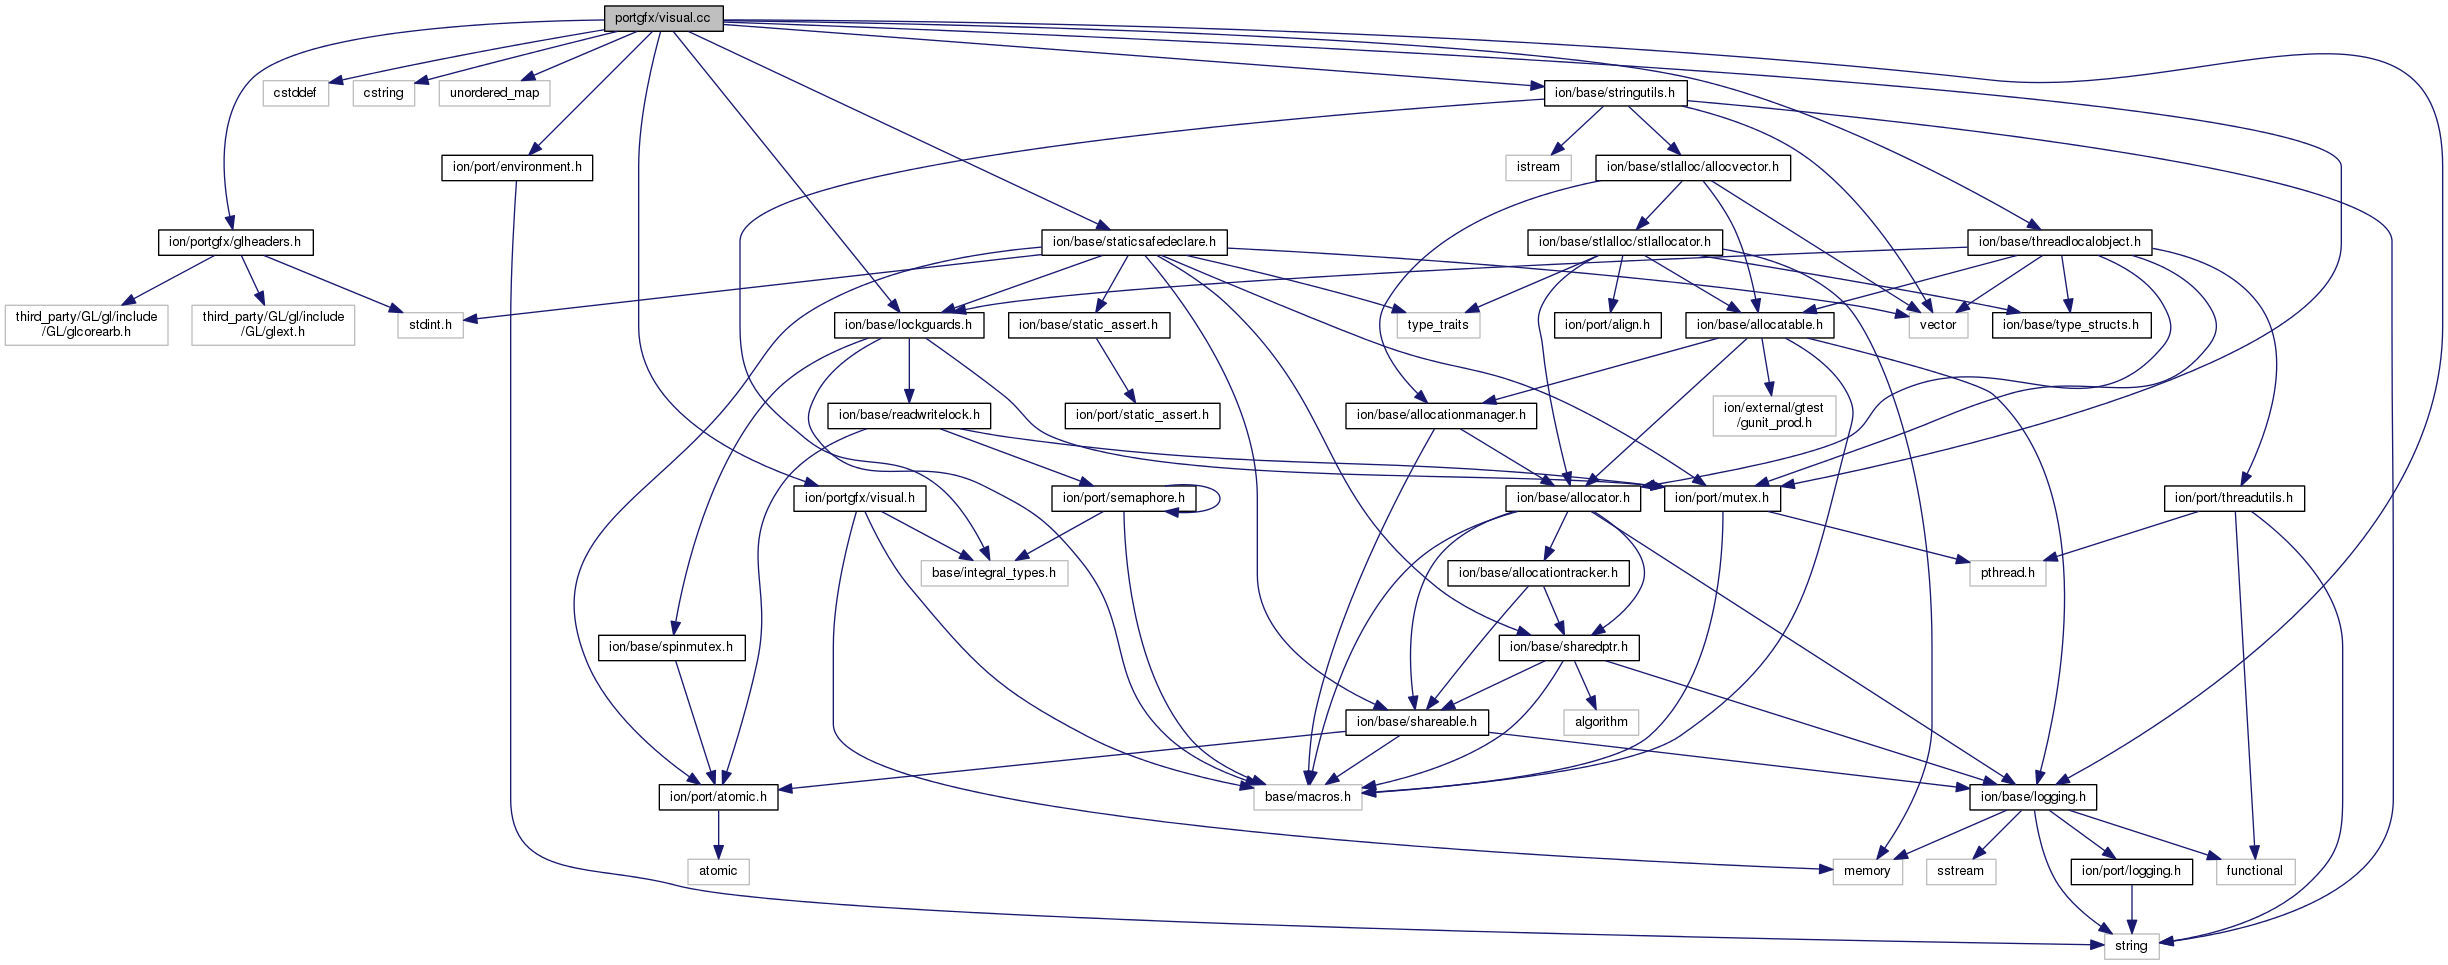 portgfx/visual.cc
cstddef
cstring
unordered_map
ion/base/stringutils.h
ion/port/environment.h
istream
ion/base/stlalloc/allocvector.h
ion/portgfx/glheaders.h
ion/base/staticsafedeclare.h
ion/base/stlalloc/stlallocator.h
ion/base/threadlocalobject.h
third_party/GL/gl/include
/GL/glcorearb.h
third_party/GL/gl/include
/GL/glext.h
stdint.h
ion/base/lockguards.h
ion/base/static_assert.h
type_traits
ion/port/align.h
ion/base/allocatable.h
vector
ion/base/type_structs.h
ion/base/readwritelock.h
ion/port/static_assert.h
ion/base/allocationmanager.h
ion/external/gtest
/gunit_prod.h
ion/portgfx/visual.h
ion/port/semaphore.h
ion/base/allocator.h
ion/port/mutex.h
ion/port/threadutils.h
base/integral_types.h
ion/base/allocationtracker.h
pthread.h
ion/base/spinmutex.h
ion/base/sharedptr.h
ion/base/shareable.h
algorithm
ion/port/atomic.h
base/macros.h
ion/base/logging.h
atomic
memory
sstream
ion/port/logging.h
functional
string